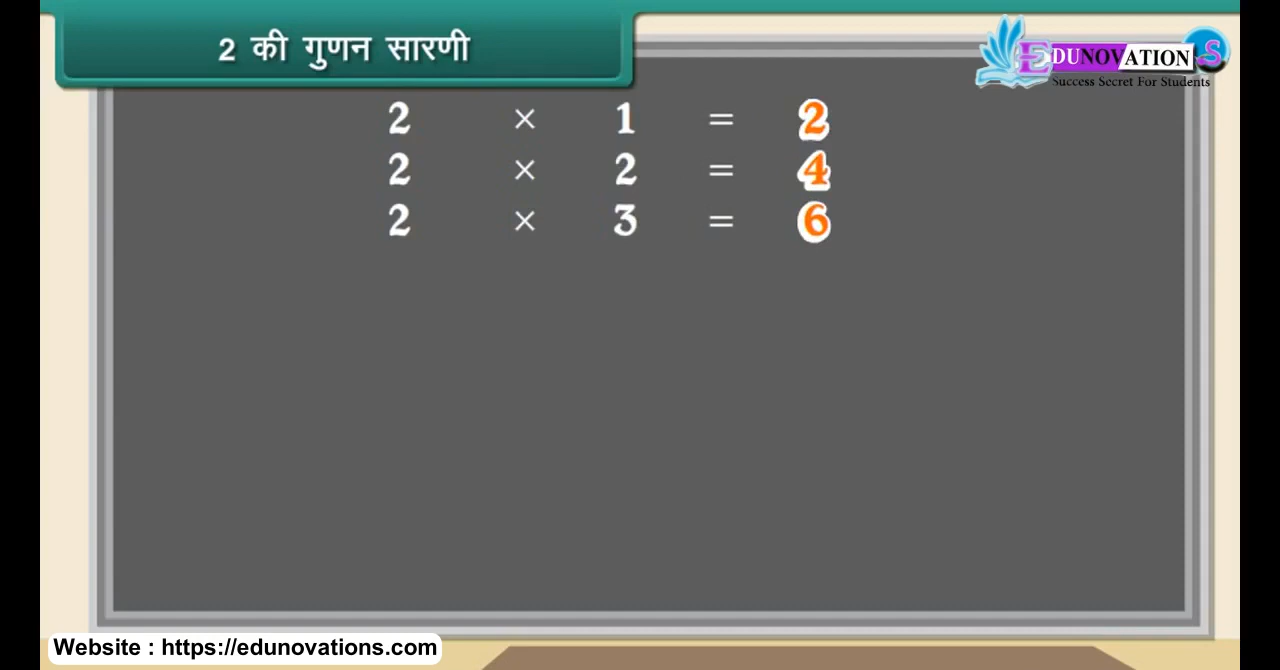 2 की गुणन सारणी
EDUNOVATIONS
Success Secret For Students
2 × 1 = 2
2 × 2 = 4
2 × 3 = 6
Website : https://edunovations.com